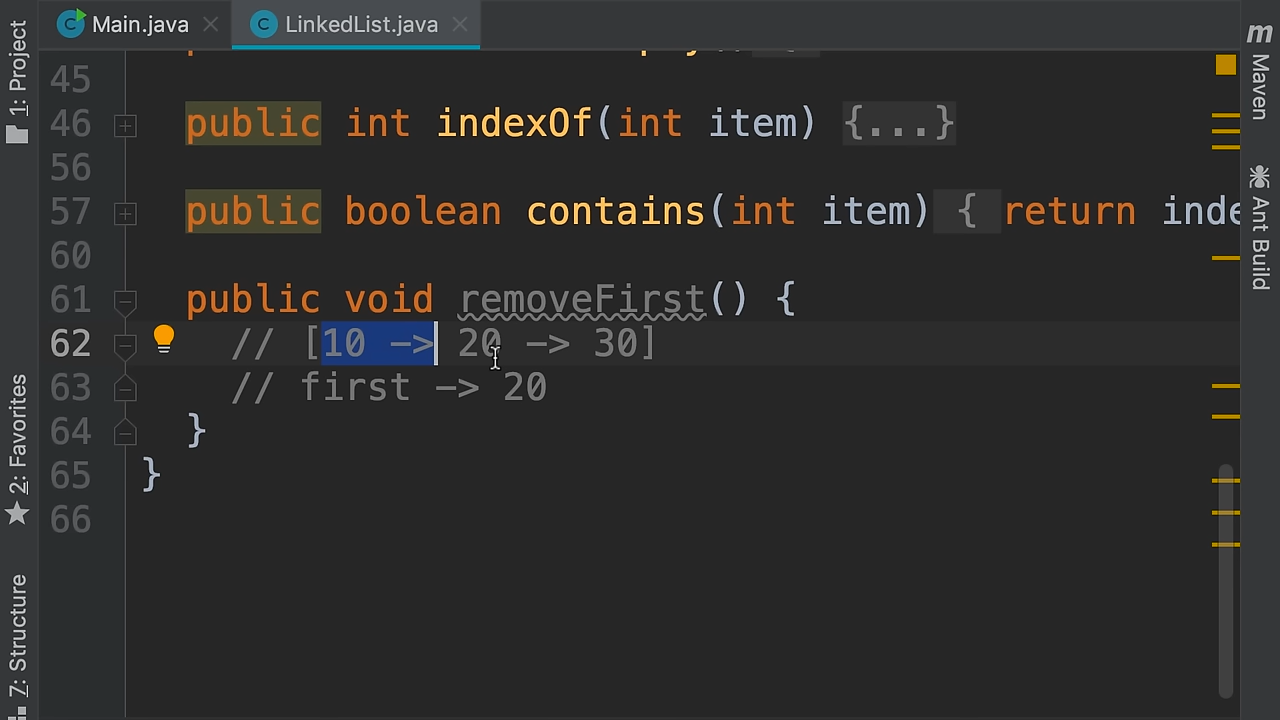 Main.java LinkedList.java
45
46 public int indexOf(int item) {...}
56
57 public boolean contains(int item) { return inde
60
61 public void removeFirst() {
62 // [10 -> 20 -> 30]
63 // first -> 20
64 }
65 }
66
1: Project
2: Favorites
7: Structure
m Maven
Ant Build